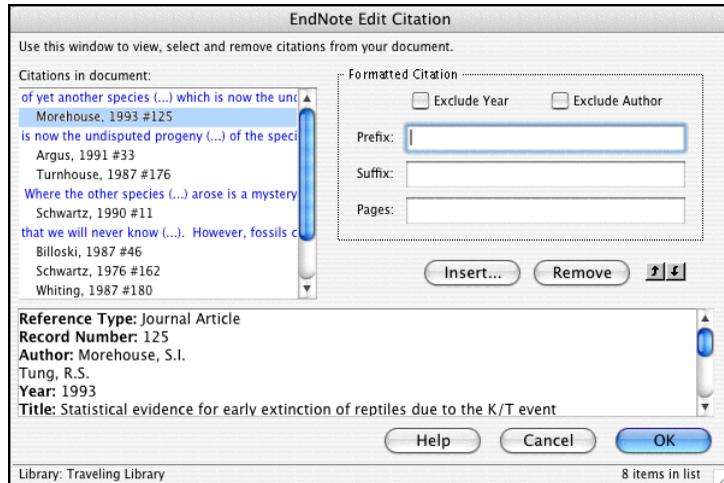 EndNote Edit Citation
Use this window to view, select and remove citations from your document.
Citations in document:
of yet another species (...) which is now the unc
Morehouse, 1993 #125
is now the undisputed progeny (...) of the speci
Argus, 1991 #33
Turnhouse, 1987 #176
Where the other species (...) arose is a mystery
Schwartz, 1990 #11
that we will never know (...). However, fossils c
Billoski, 1987 #46
Schwartz, 1976 #162
Whiting, 1987 #180
Formatted Citation
Exclude Year Exclude Author
Prefix:
Suffix:
Pages:
Insert... Remove
Reference Type: Journal Article
Record Number: 125
Author: Morehouse, S.I.
Tung, R.S.
Year: 1993
Title: Statistical evidence for early extinction of reptiles due to the K/T event
Help Cancel OK
Library: Traveling Library 8 items in list